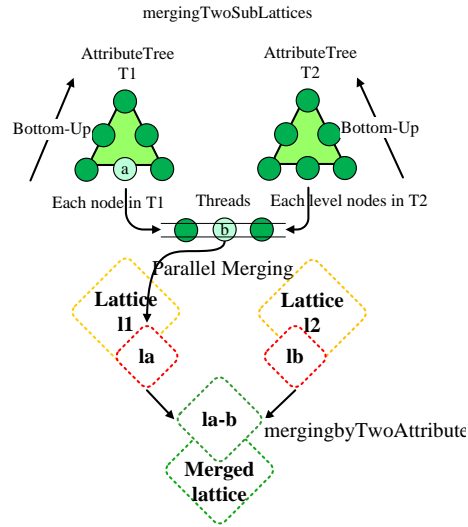 mergingTwoSubLattices
AttributeTree
T1
AttributeTree
T2
Bottom-Up
Bottom-Up
a
Each node in T1
Threads
Each level nodes in T2
b
Parallel Merging
Lattice
l1
Lattice
l2
la
lb
la-b
mergingbyTwoAttribute
Merged
lattice